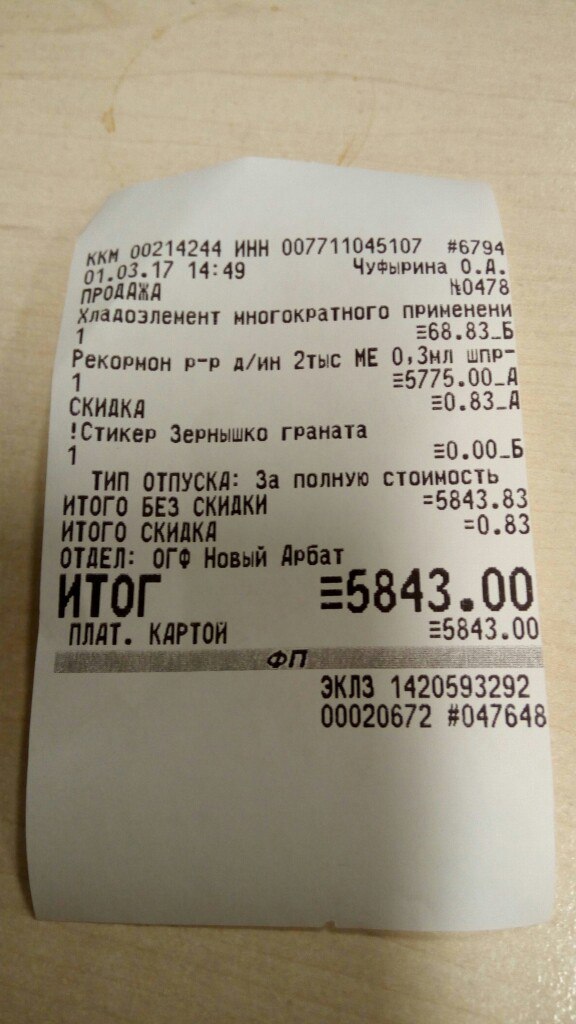 ККМ 00214244 ИНН 007711045107 #6794
01.03.17 14:49 Чуфырина О.Д.
ПРОДАЖА №0478
Хладоэлемент многократного применени
1 ≡68.83_Б
Рекормон р-р д/ин 2тыс МЕ 0,3мл шпр-
1 ≡5775.00_А
СКИДКА ≡0.83_А
!Стикер Зернышко граната
1 ≡0.00_Б
ТИП ОТПУСКА: За полную стоимость
ИТОГО БЕЗ СКИДКИ =5843.83
ИТОГО СКИДКА =0.83
ОТДЕЛ: ОГФ Новый Арбат
ИТОГ ≡5843.00
ПЛАТ. КАРТОЙ ≡5843.00
ФП
ЭКЛЗ 1420593292
00020672 #047648